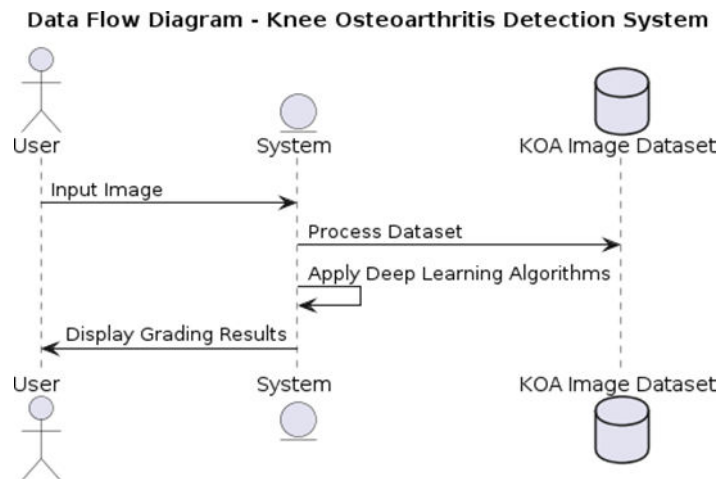 Data Flow Diagram - Knee Osteoarthritis Detection System
User
System
KOA Image Dataset
Input Image
Process Dataset
Apply Deep Learning Algorithms
Display Grading Results
User
System
KOA Image Dataset